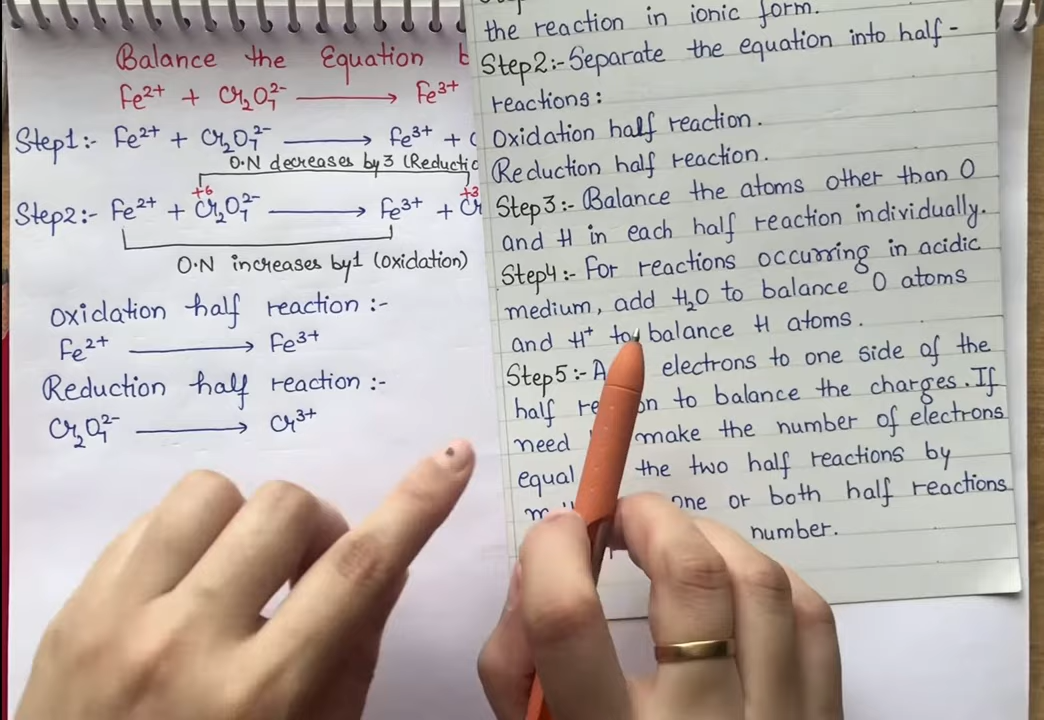 Balance the Equation
Fe²⁺ + Cr₂O₇²⁻ ⟶ Fe³⁺
Step1:- Fe²⁺ + Cr₂O₇²⁻ ⟶ Fe³⁺ +
O.N decreases by 3
+6 +3
Step2:- Fe²⁺ + Cr₂O₇²⁻ ⟶ Fe³⁺ + Cr
O.N increases by 1 (oxidation)
Oxidation half reaction :-
Fe²⁺ ⟶ Fe³⁺
Reduction half reaction :-
Cr₂O₇²⁻ ⟶ Cr³⁺
the reaction in ionic form.
Step2:- Separate the equation into half-
reactions:
Oxidation half reaction.
Reduction half reaction.
Step3:- Balance the atoms other than O
and H in each half reaction individually.
Step4:- For reactions occurring in acidic
medium, add H₂O to balance O atoms
and H⁺ to balance H atoms.
Step5:- electrons to one side of the
half to balance the charges. If
need make the number of electrons
equal the two half reactions by
one or both half reactions
number.